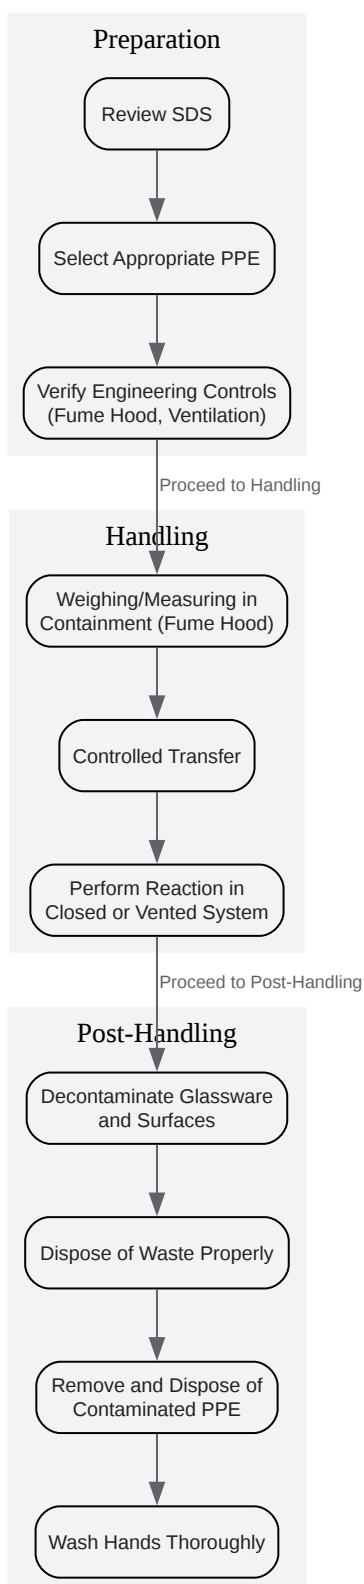 Preparation
Review SDS
Select Appropriate PPE
Verify Engineering Controls
(Fume Hood, Ventilation)
Proceed to Handling
Handling
Weighing/Measuring in
Containment (Fume Hood)
Controlled Transfer
Perform Reaction in
Closed or Vented System
Proceed to Post-Handling
Post-Handling
Decontaminate Glassware
and Surfaces
Dispose of Waste Properly
Remove and Dispose of
Contaminated PPE
Wash Hands Thoroughly